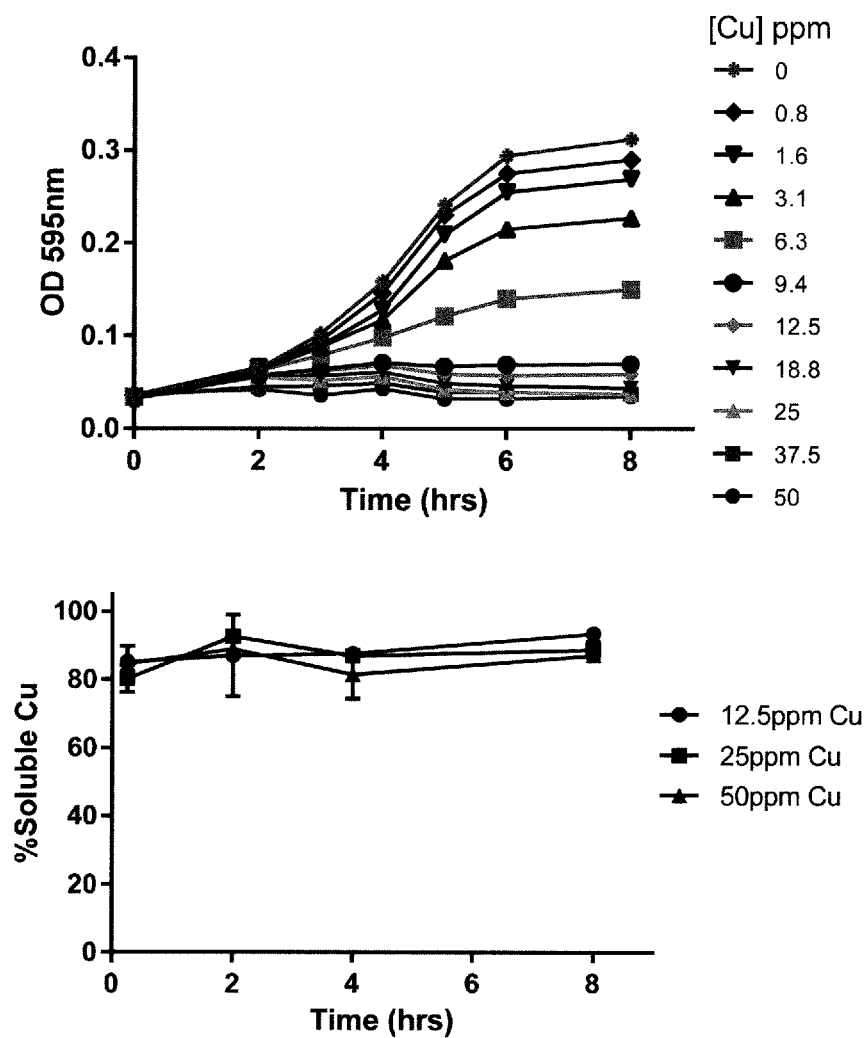 [Cu] ppm
0
0.8
1.6
3.1
6.3
9.4
12.5
18.8
25
37.5
50
0.4
0.3
0.2
0.1
0.0
OD 595nm
0 2 4 6 8
Time (hrs)
100
80
60
40
20
0
%Soluble Cu
12.5ppm Cu
25ppm Cu
50ppm Cu
0 2 4 6 8
Time (hrs)